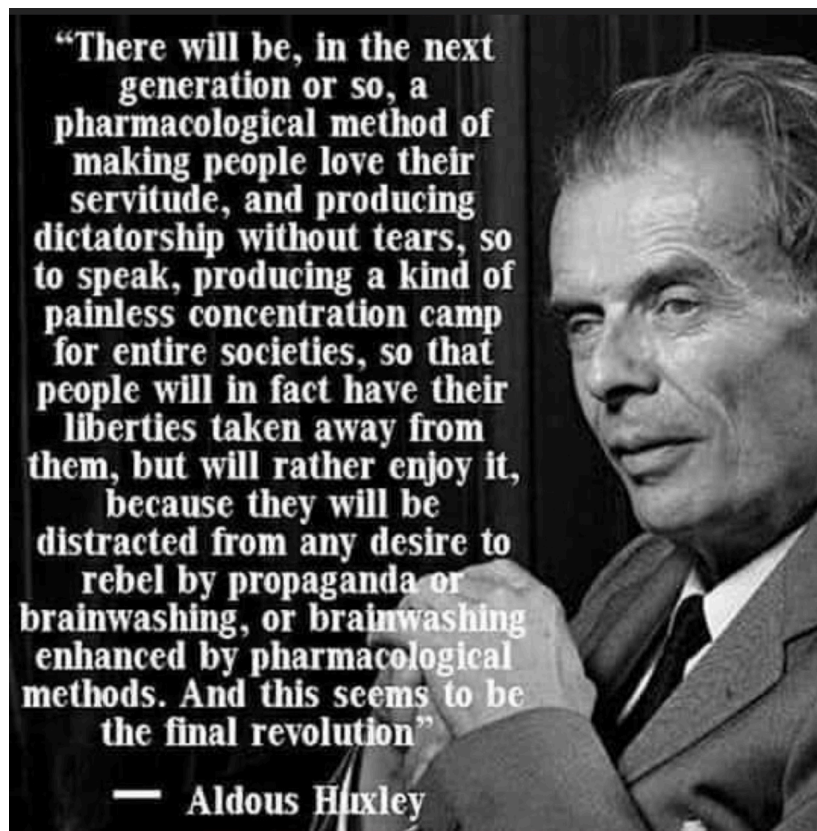 “There will be, in the next
generation or so, a
pharmacological method of
making people love their
servitude, and producing
dictatorship without tears, so
to speak, producing a kind of
painless concentration camp
for entire societies, so that
people will in fact have their
liberties taken away from
them, but will rather enjoy it,
because they will be
distracted from any desire to
rebel by propaganda or
brainwashing, or brainwashing
enhanced by pharmacological
methods. And this seems to be
the final revolution”
— Aldous Huxley